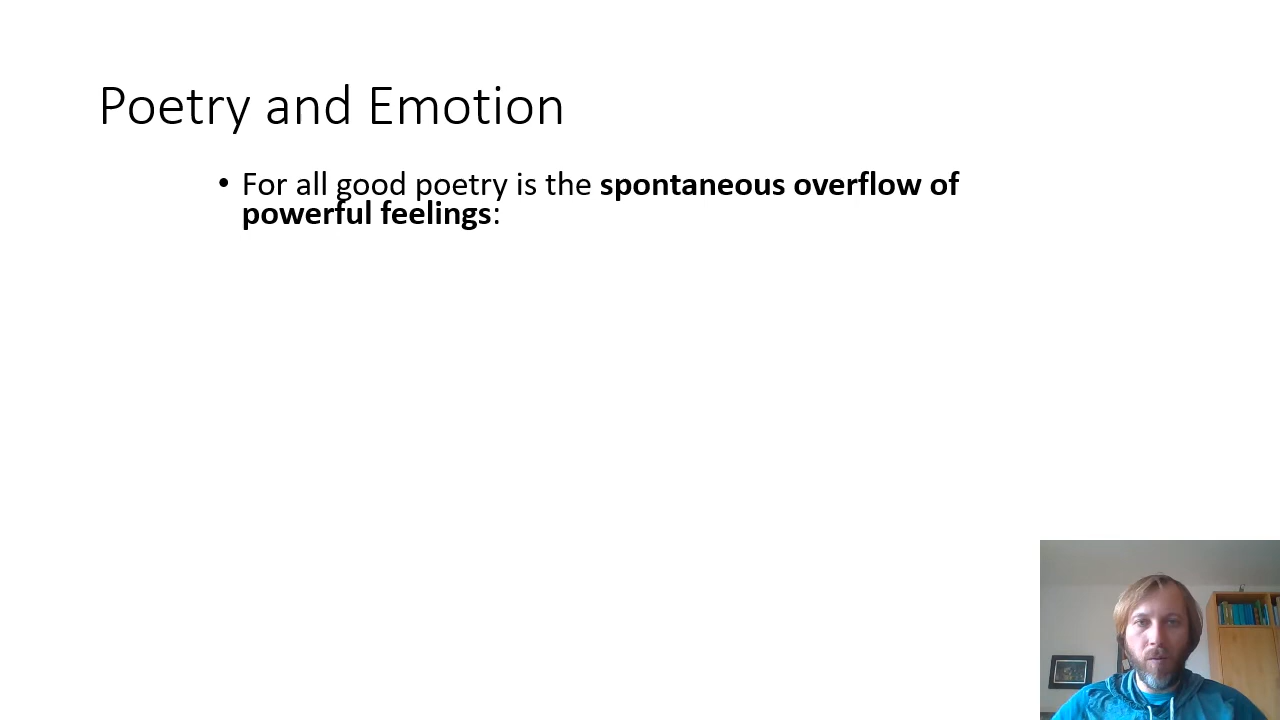 Poetry and Emotion
• For all good poetry is the spontaneous overflow of
powerful feelings: